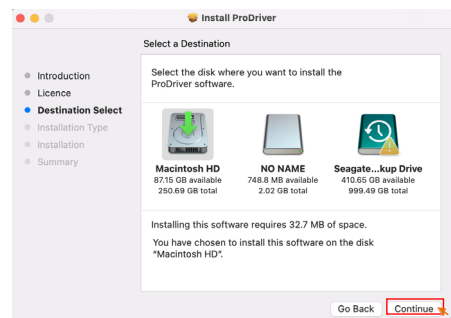 Install ProDriver
Select a Destination
Introduction
Licence
Destination Select
Installation Type
Installation
Summary
Select the disk where you want to install the
ProDriver software.
Macintosh HD
87.15 GB available
250.69 GB total
NO NAME
748.8 MB available
2.02 GB total
Seagate...kup Drive
410.65 GB available
999.49 GB total
Installing this software requires 32.7 MB of space.
You have chosen to install this software on the disk
“Macintosh HD”.
Go Back
Continue